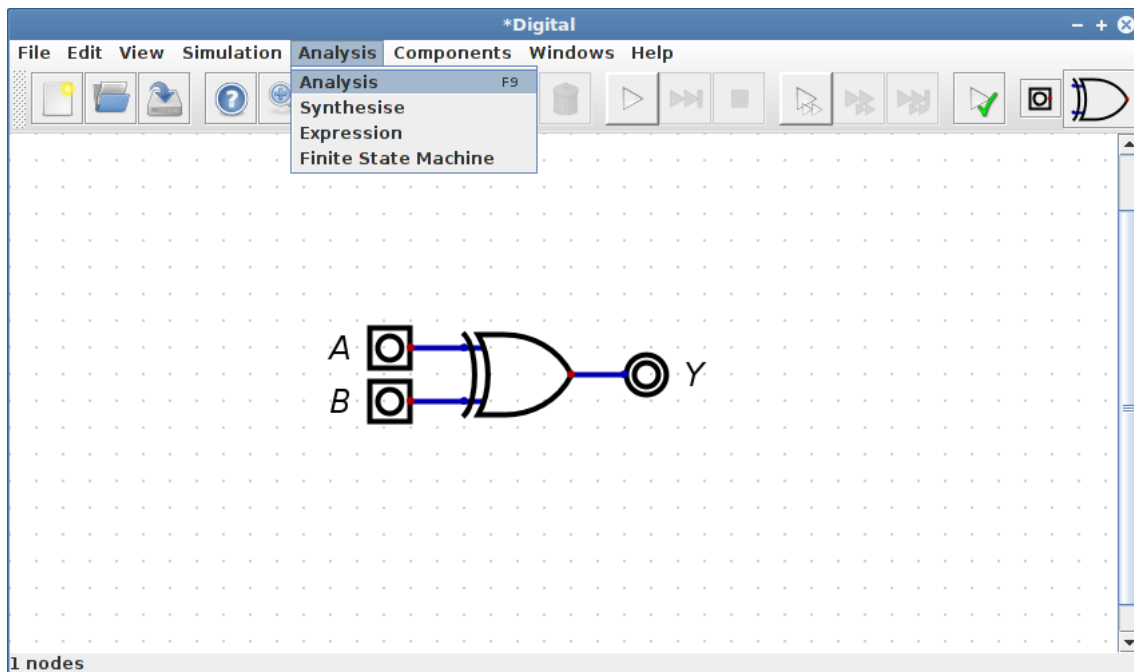 *Digital
File Edit View Simulation Analysis Components Windows Help
Analysis F9
Synthesise
Expression
Finite State Machine
A
B
Y
1 nodes